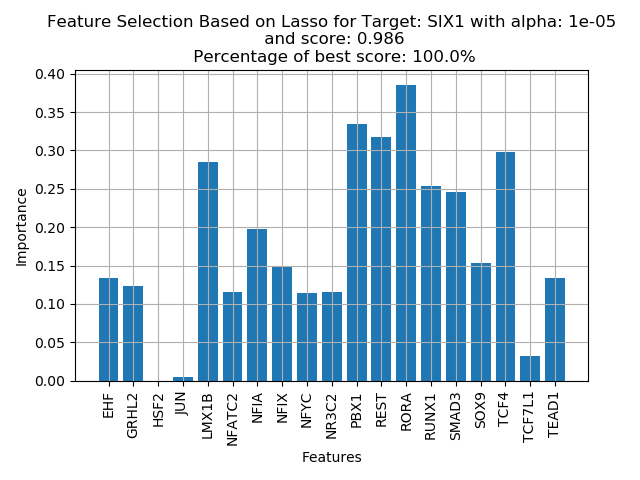 Feature Selection Based on Lasso for Target: SIX1 with alpha: 1e-05
and score: 0.986
Percentage of best score: 100.0%
0.40
0.35
0.30
0.25
0.20
0.15
0.10
0.05
0.00
Importance
EHF
GRHL2
HSF2
JUN
LMX1B
NFATC2
NFIA
NFIX
NFYC
NR3C2
PBX1
REST
RORA
RUNX1
SMAD3
SOX9
TCF4
TCF7L1
TEAD1
Features